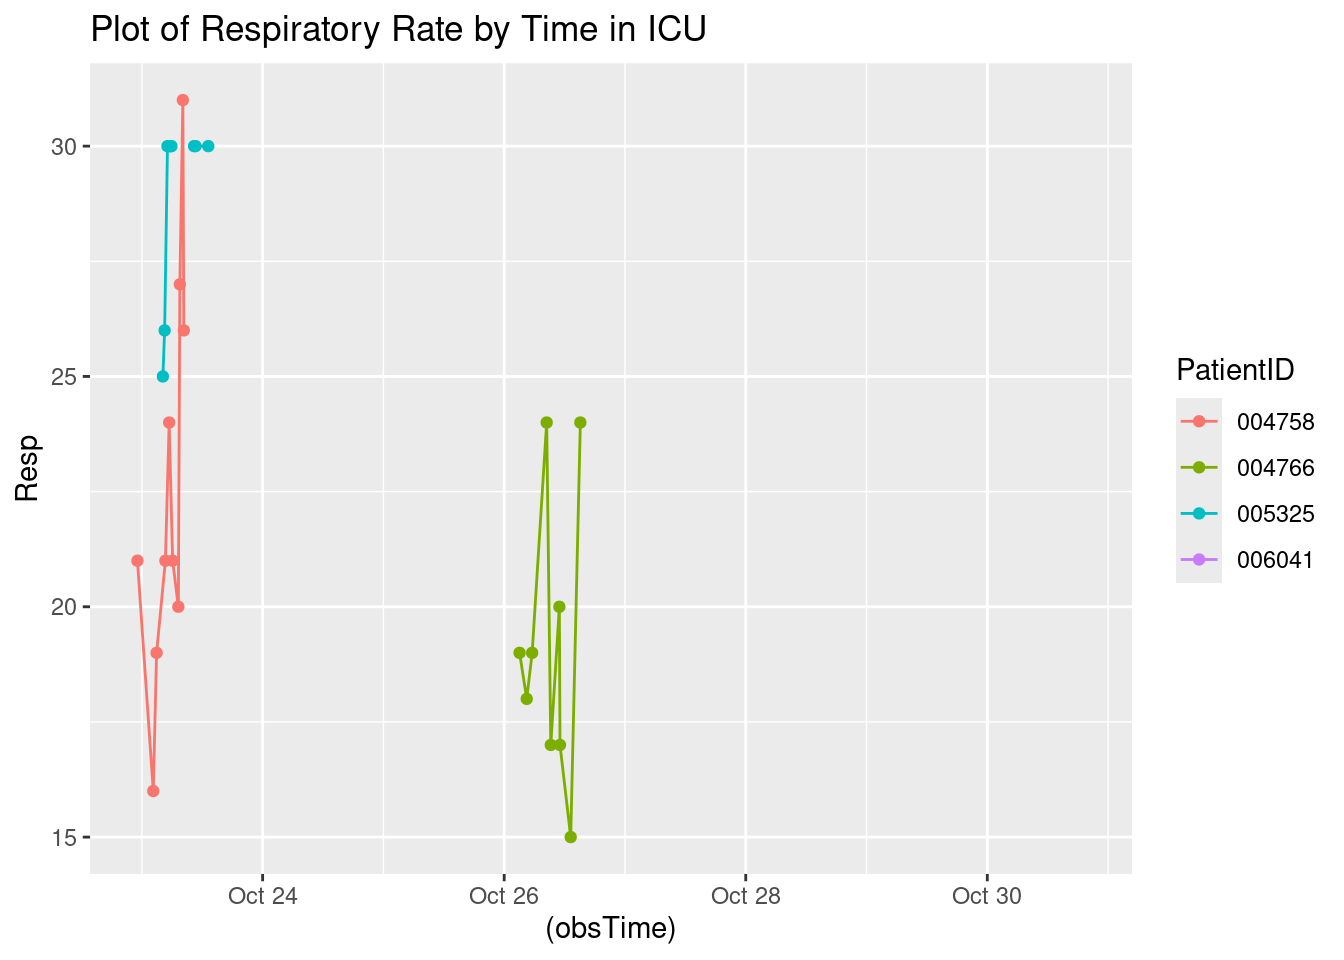 Plot of Respiratory Rate by Time in ICU
30
25
20
15
Resp
Oct 24 Oct 26 Oct 28 Oct 30
(obsTime)
PatientID
004758
004766
005325
006041